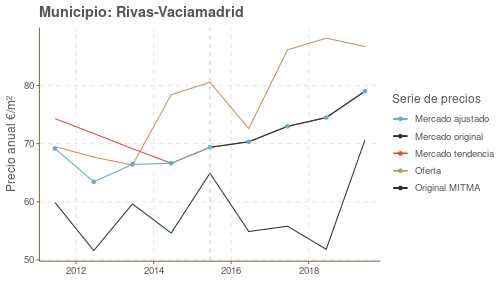 Municipio: Rivas-Vaciamadrid
Precio anual €/m²
80
70
60
50
2012
2014
2016
2018
Serie de precios
Mercado ajustado
Mercado original
Mercado tendencia
Oferta
Original MITMA